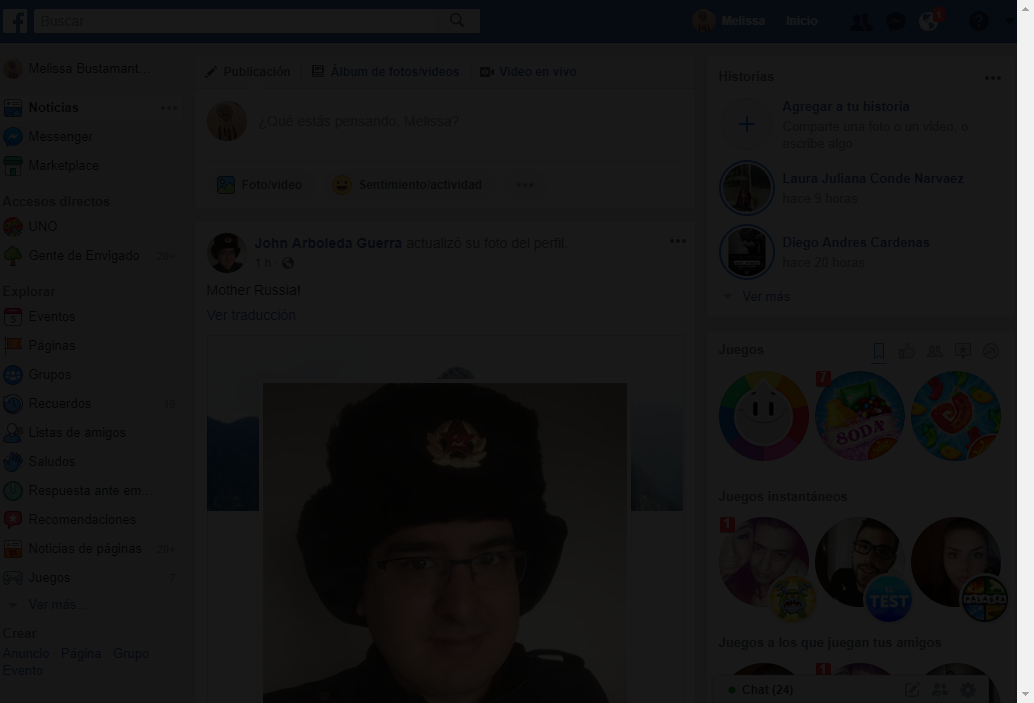 Buscar
Melissa Inicio
Melissa Bustamant...
Noticias
Messenger
Marketplace
Accesos directos
UNO
Gente de Envigado 20+
Explorar
Eventos
Páginas
Grupos
Recuerdos
Listas de amigos
Saludos
Respuesta ante em...
Recomendaciones
Noticias de páginas 20+
Juegos 7
Ver más...
Crear
Anuncio Página Grupo
Evento
Publicación Álbum de fotos/videos Video en vivo
¿Qué estás pensando, Melissa?
Foto/video Sentimiento/actividad
John Arboleda Guerra actualizó su foto del perfil.
1 h
Mother Russia!
Ver traducción
Historias
Agregar a tu historia
Comparte una foto o un video, o
escribe algo
Laura Juliana Conde Narvaez
hace 9 horas
Diego Andres Cardenas
hace 20 horas
Ver más
Juegos
7
SODA
Juegos instantáneos
1
EL
TEST
PALABRA
Juegos a los que juegan tus amigos
1
Chat (24)